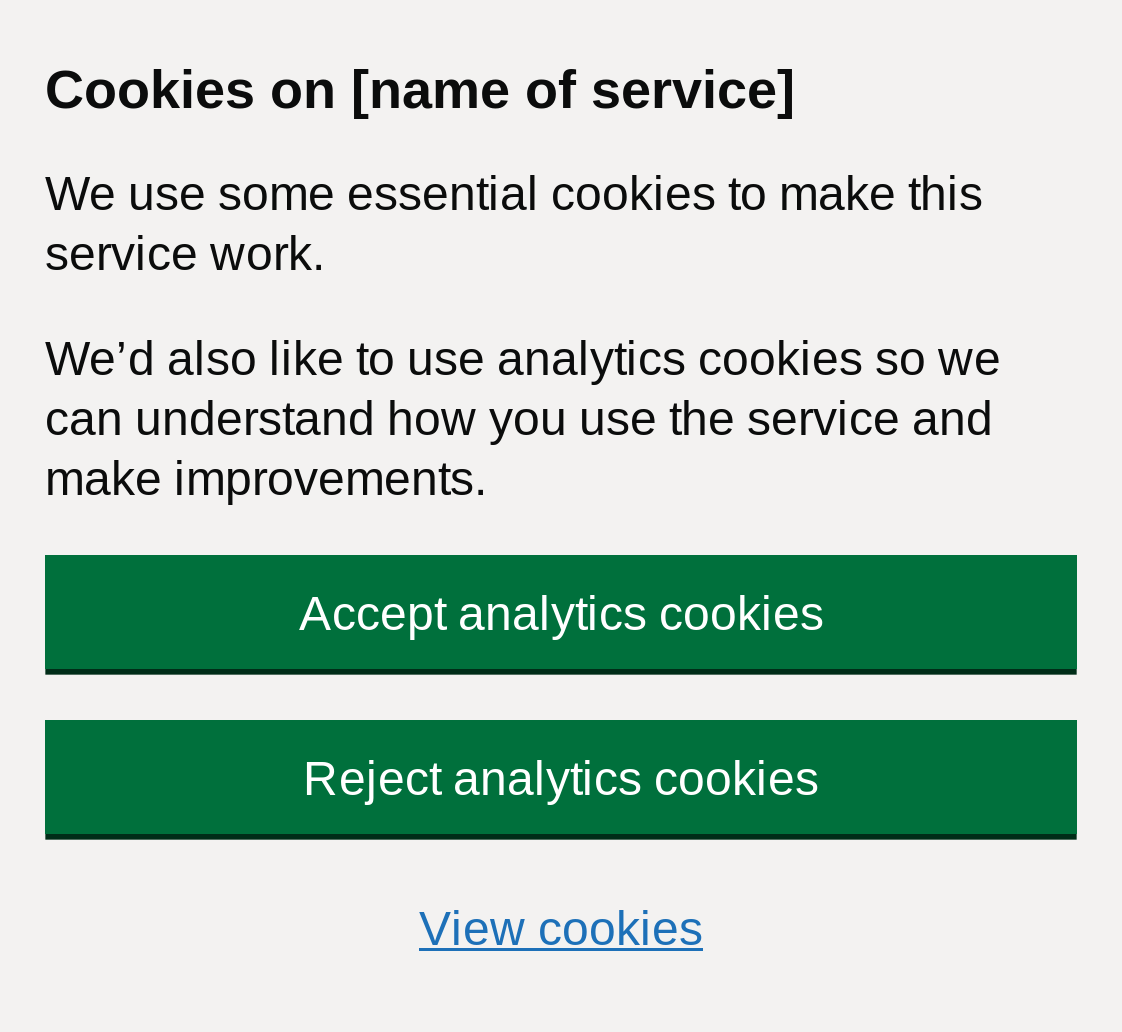 Cookies on [name of service]
We use some essential cookies to make this
service work.
We’d also like to use analytics cookies so we
can understand how you use the service and
make improvements.
Accept analytics cookies
Reject analytics cookies
View cookies